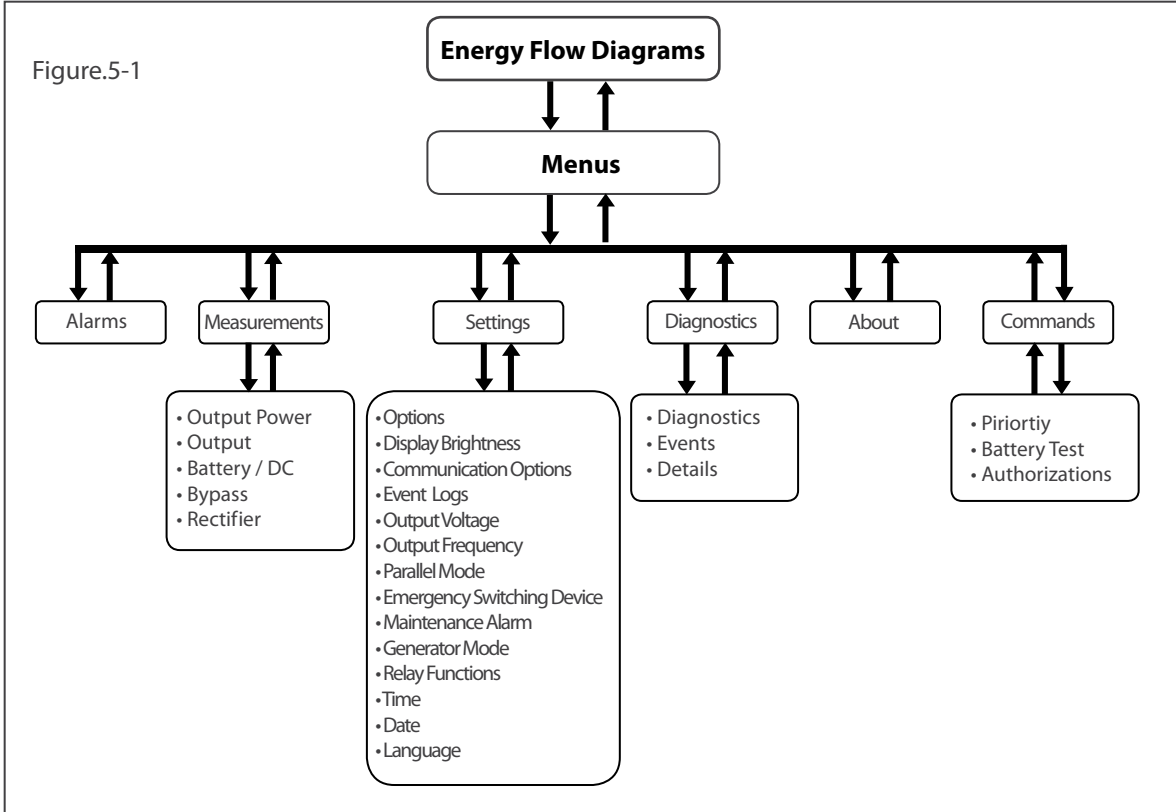 Figure.5-1
Energy Flow Diagrams
Menus
Alarms
Measurements
Settings
Diagnostics
About
Commands
• Output Power
• Output
• Battery / DC
• Bypass
• Rectifier
• Options
• Display Brightness
• Communication Options
• Event Logs
• Output Voltage
• Output Frequency
• Parallel Mode
• Emergency Switching Device
• Maintenance Alarm
• Generator Mode
• Relay Functions
• Time
• Date
• Language
• Diagnostics
• Events
• Details
• Piriortiy
• Battery Test
• Authorizations